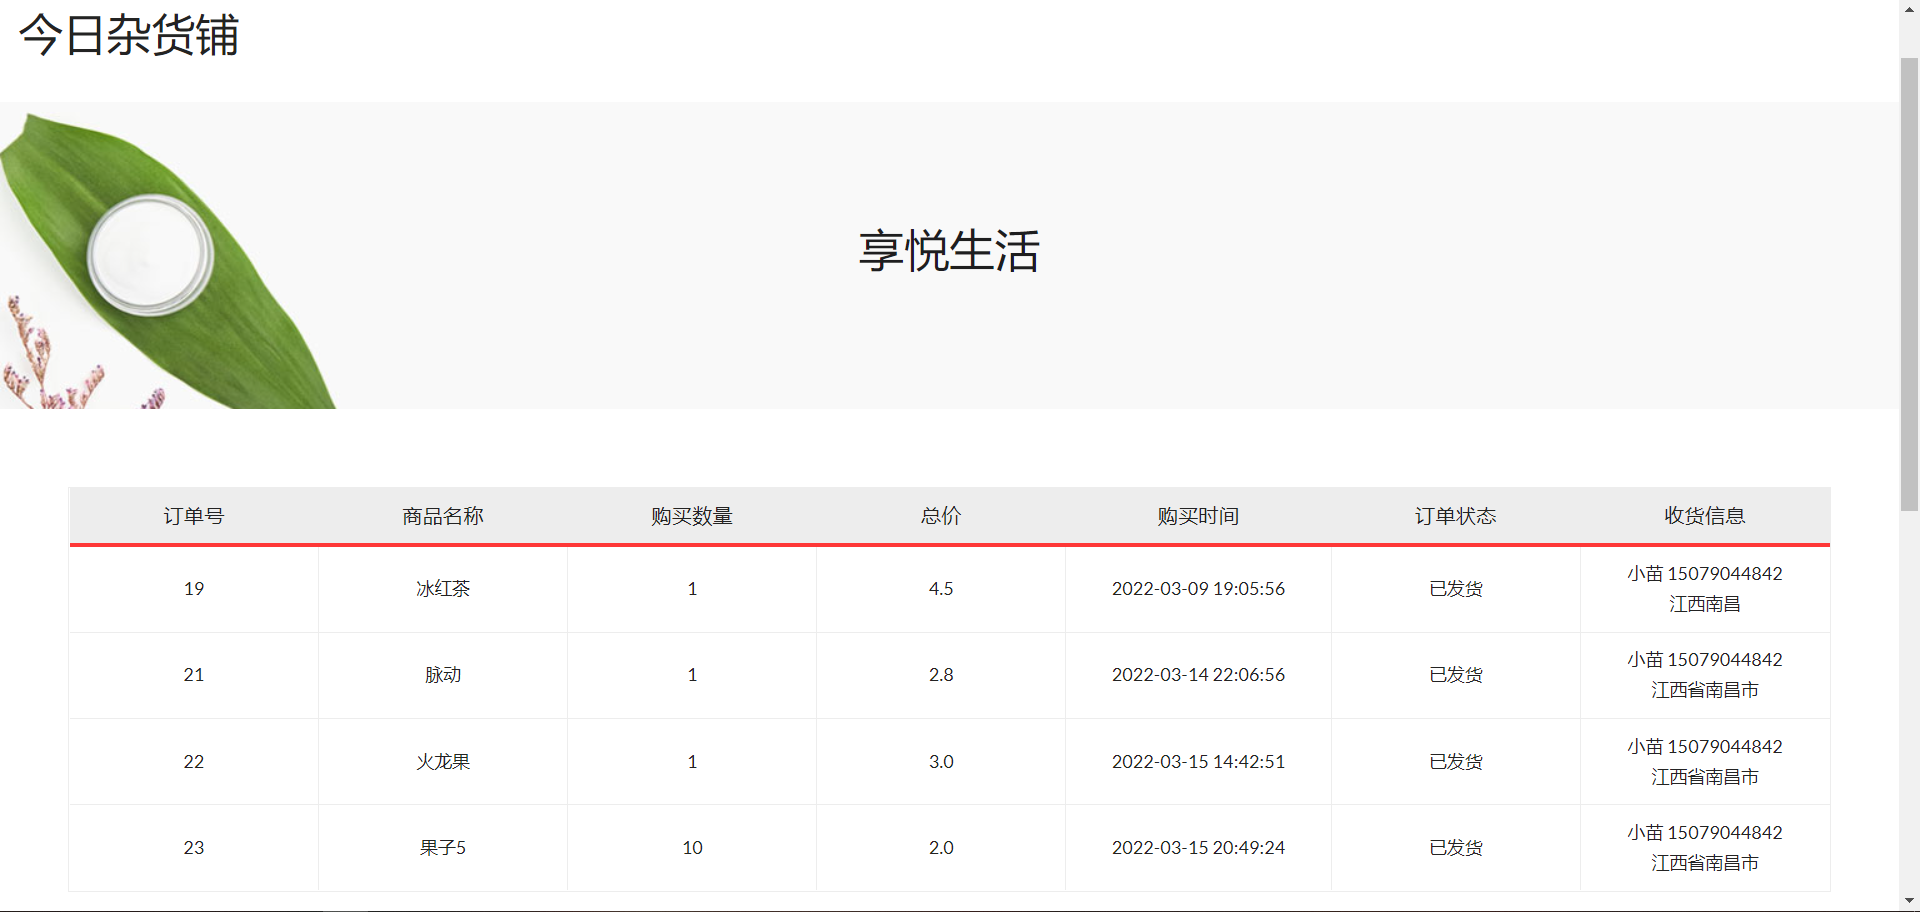 今日杂货铺
享悦生活
订单号 商品名称 购买数量 总价 购买时间 订单状态 收货信息
19 冰红茶 1 4.5 2022-03-09 19:05:56 已发货 小苗 15079044842
江西南昌
21 脉动 1 2.8 2022-03-14 22:06:56 已发货 小苗 15079044842
江西省南昌市
22 火龙果 1 3.0 2022-03-15 14:42:51 已发货 小苗 15079044842
江西省南昌市
23 果子5 10 2.0 2022-03-15 20:49:24 已发货 小苗 15079044842
江西省南昌市